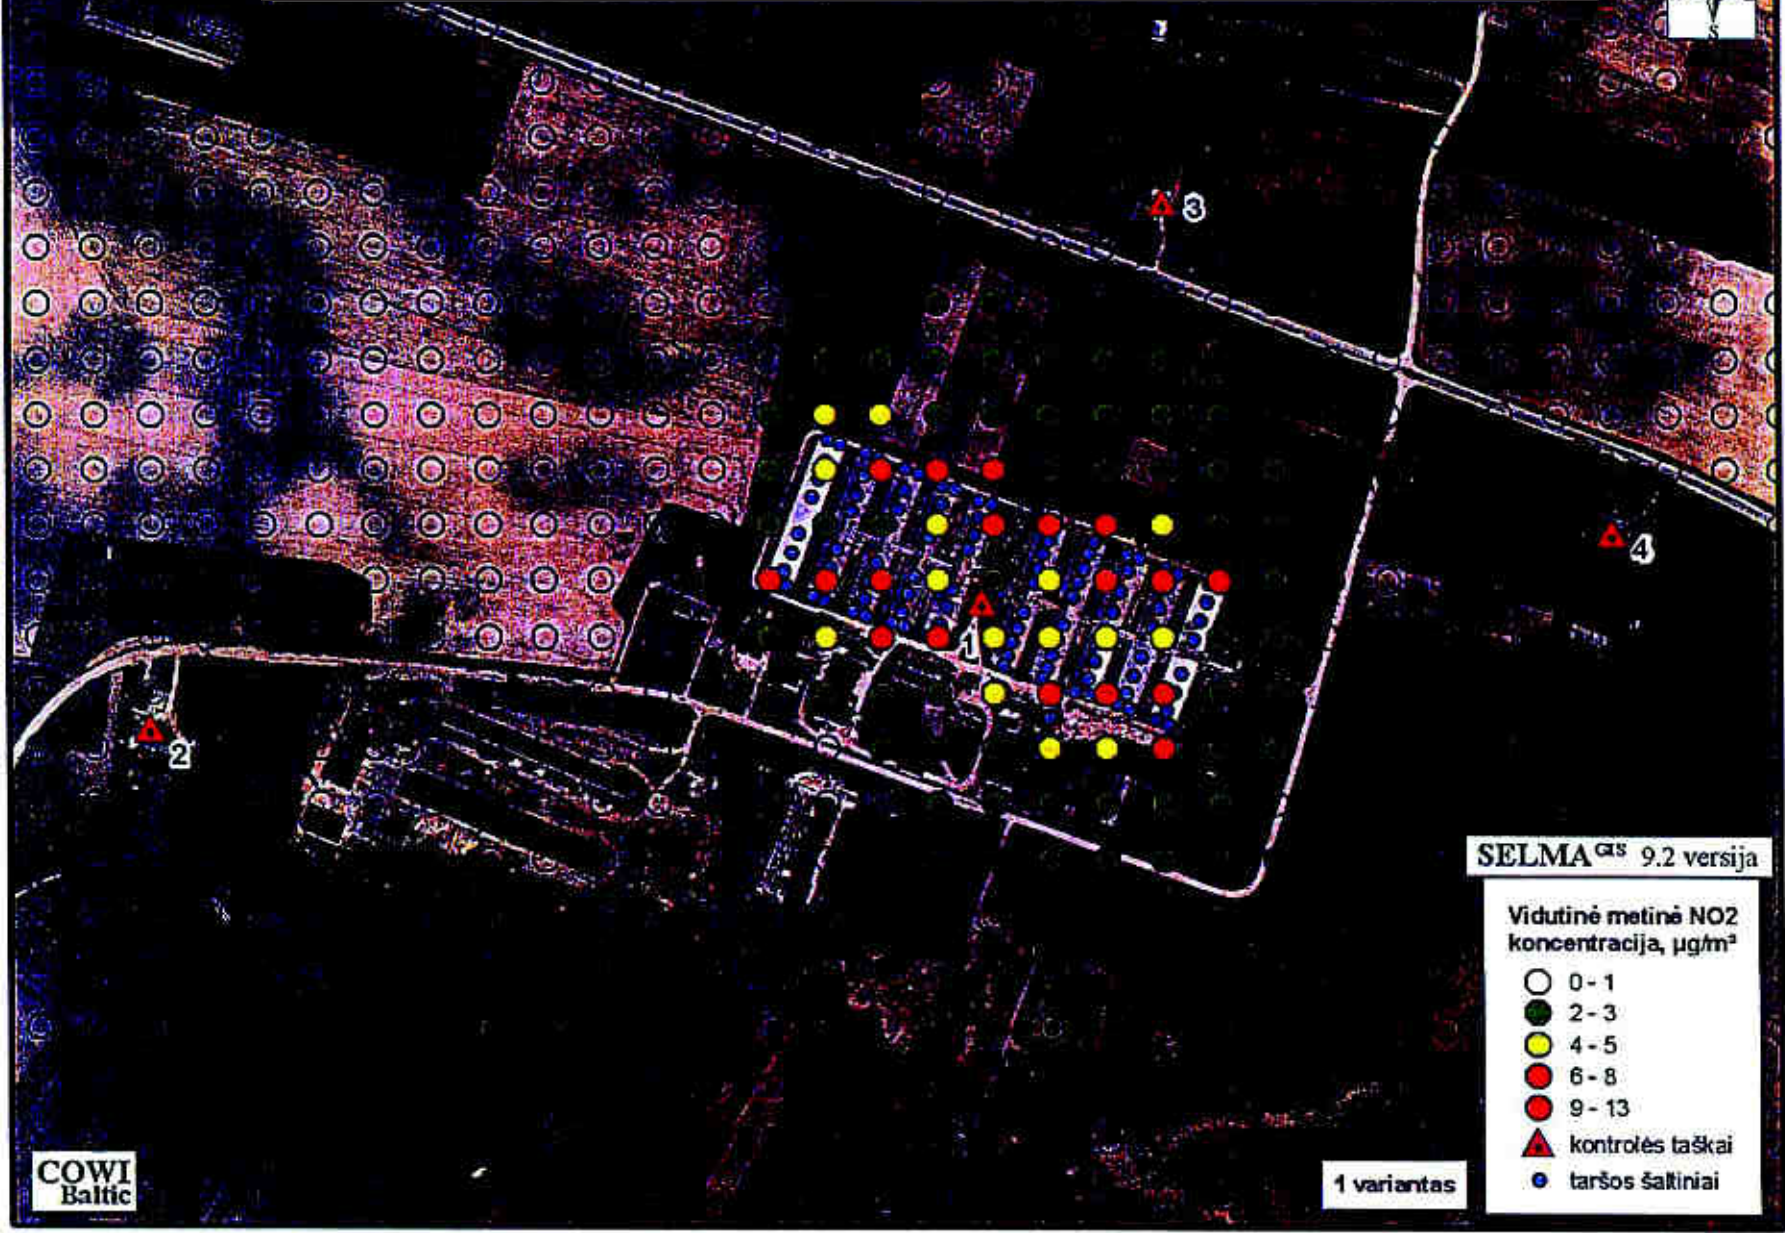 S
3
4
1
2
SELMA GIS 9.2 versija
Vidutinė metinė NO2
koncentracija, µg/m³
0 - 1
2 - 3
4 - 5
6 - 8
9 - 13
kontrolės taškai
taršos šaltiniai
1 variantas
COWI
Baltic